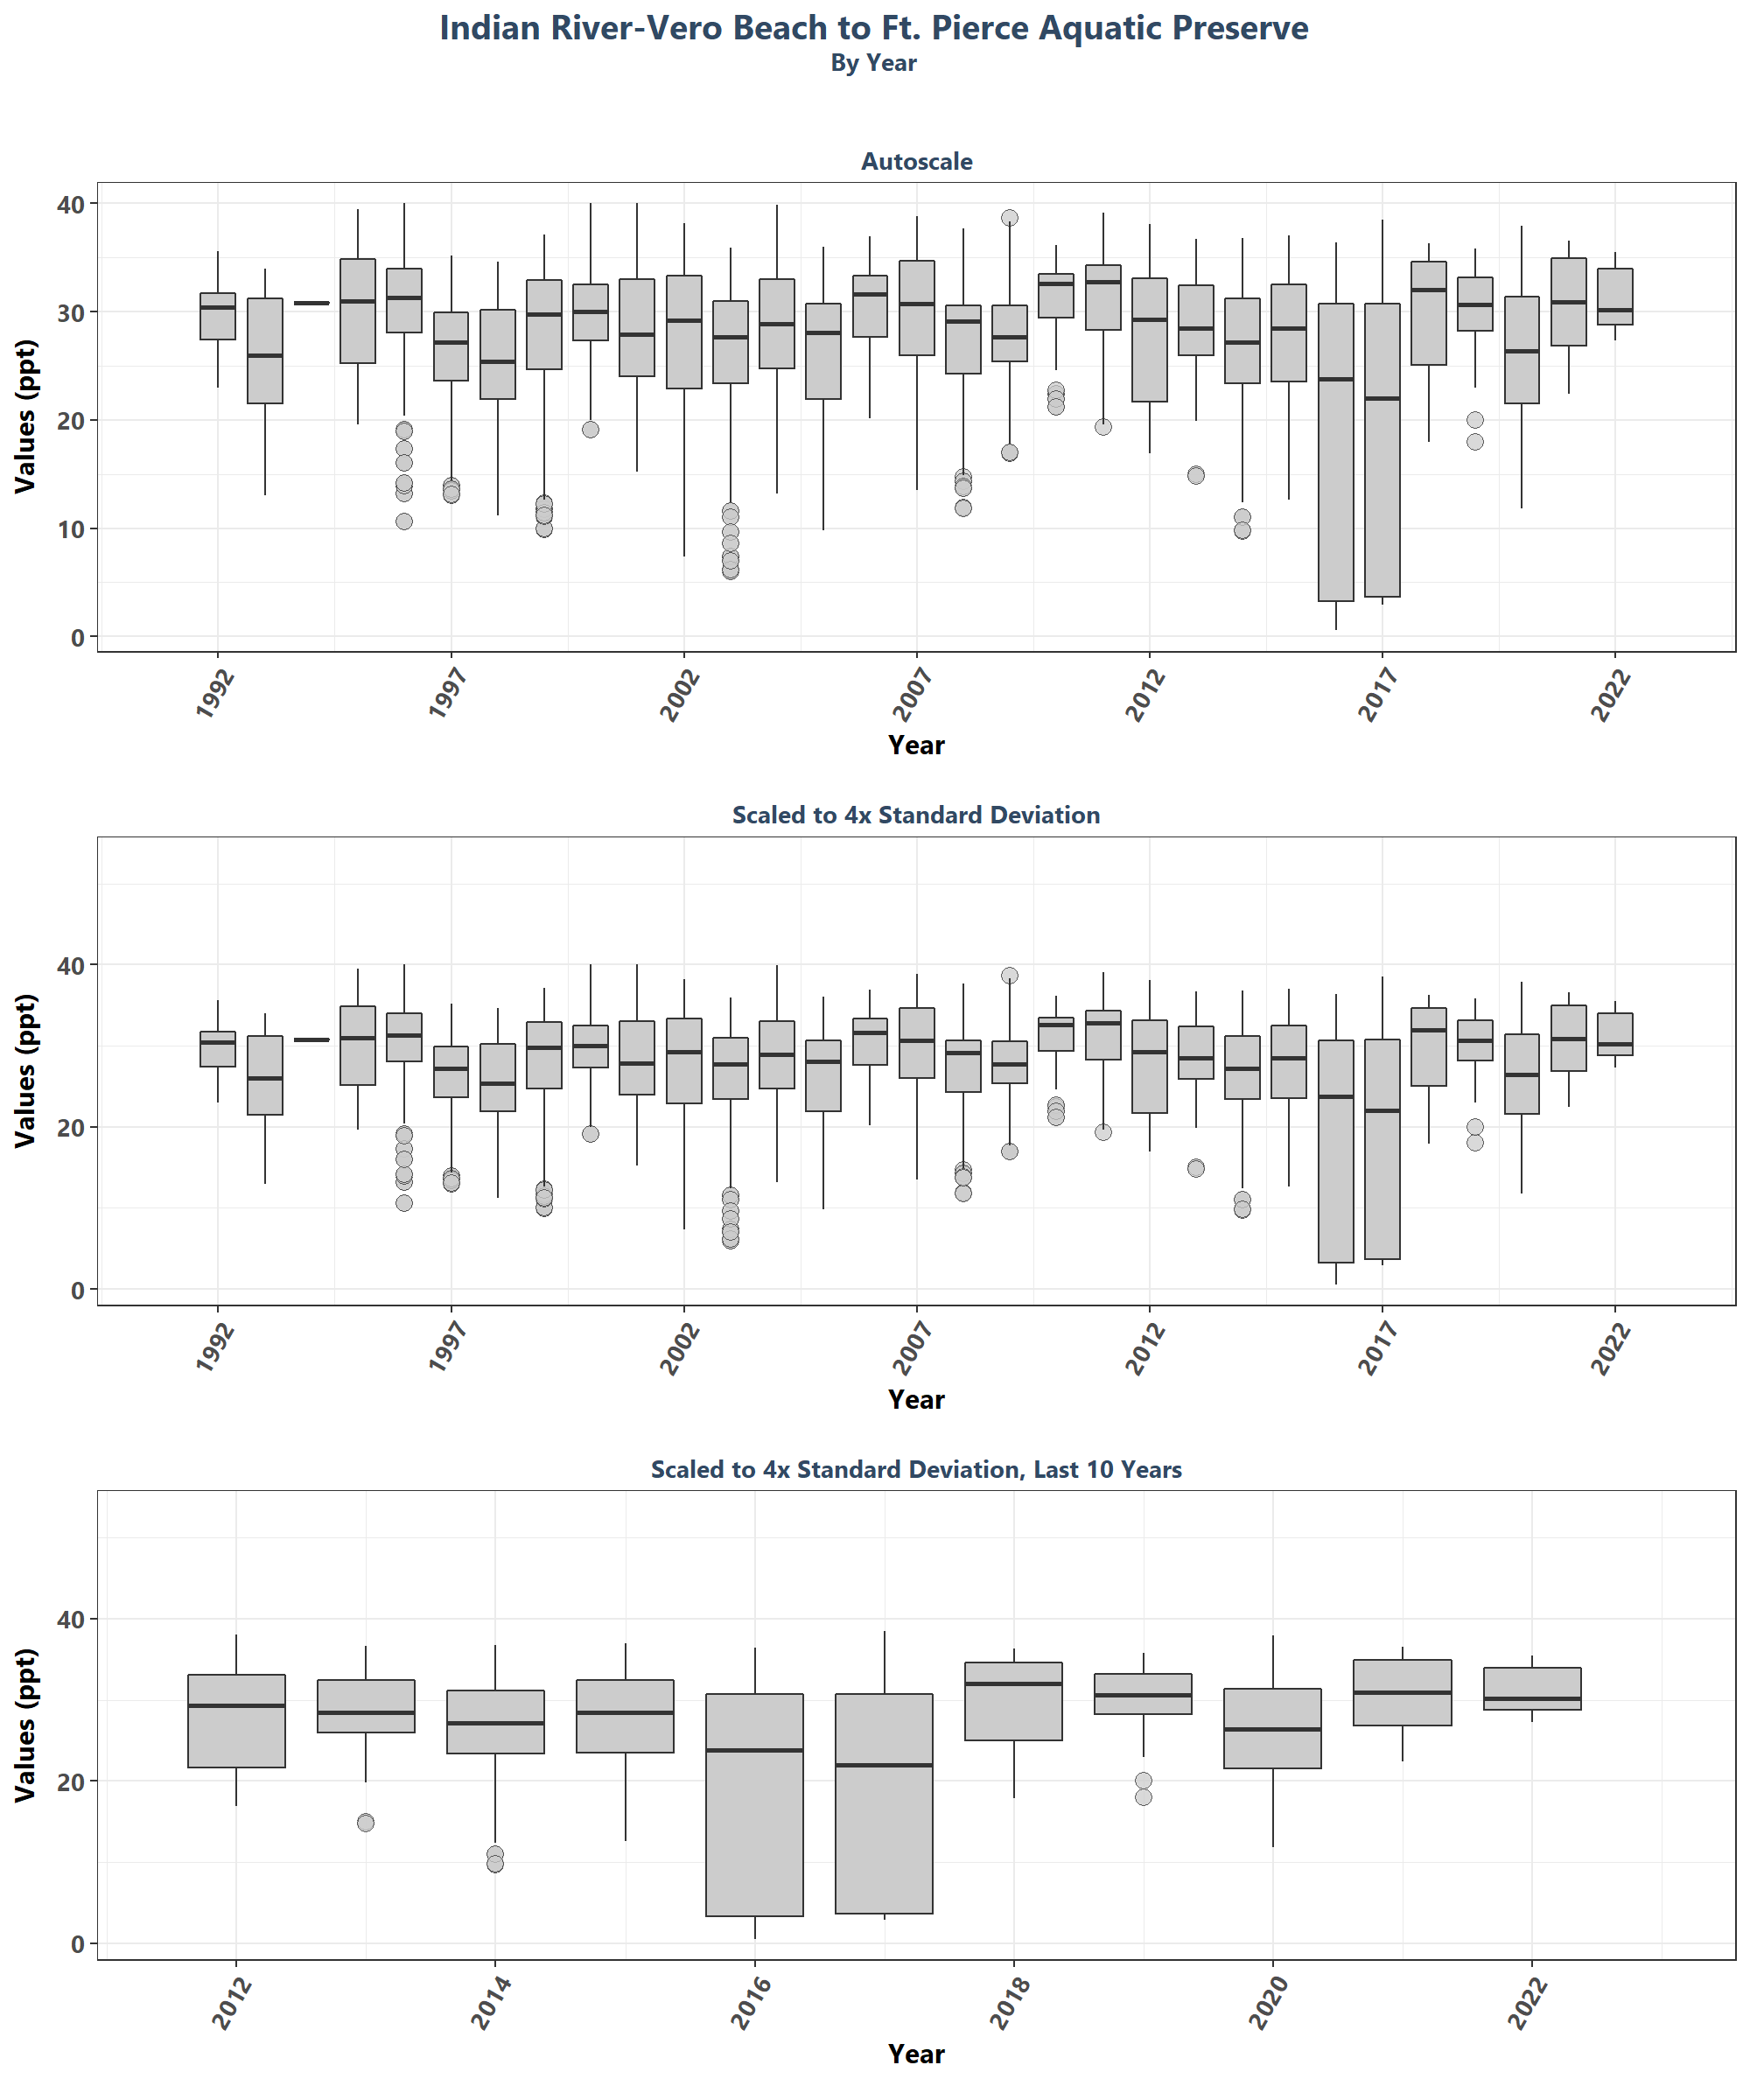 Indian River-Vero Beach to Ft. Pierce Aquatic Preserve
By Year
Autoscale
Values (ppt)
40
30
20
10
0
1992
1997
2002
2007
2012
2017
2022
Year
Scaled to 4x Standard Deviation
Values (ppt)
40
20
0
1992
1997
2002
2007
2012
2017
2022
Year
Scaled to 4x Standard Deviation, Last 10 Years
Values (ppt)
40
20
0
2012
2014
2016
2018
2020
2022
Year